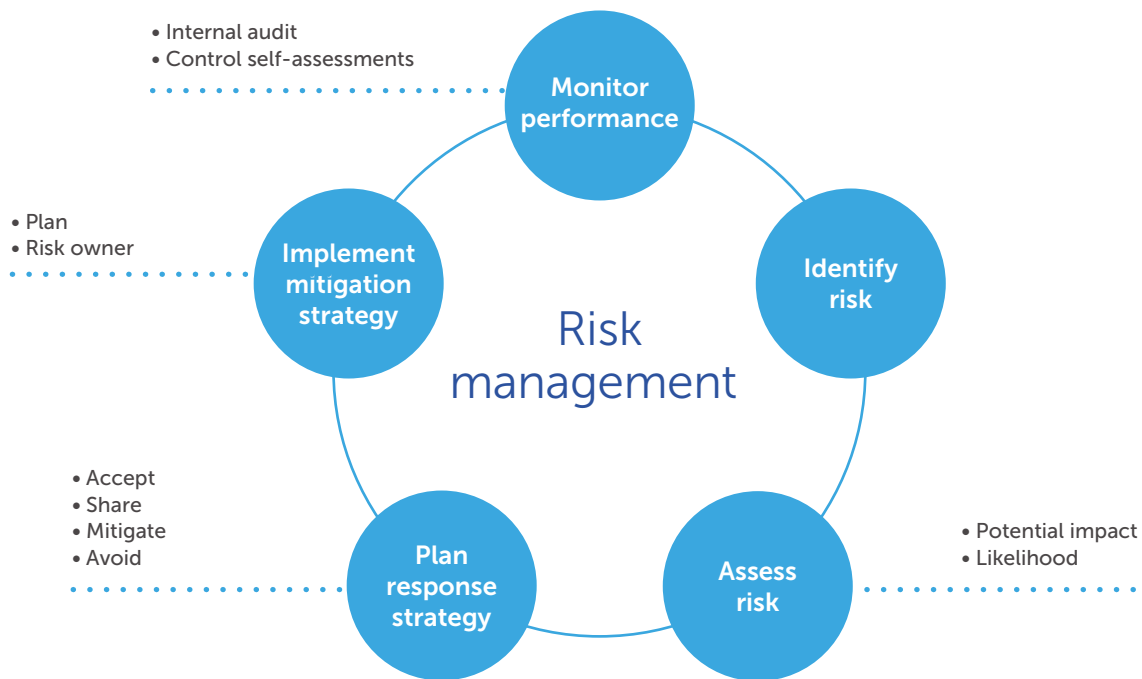 • Internal audit
• Control self-assessments
Monitor
performance
• Plan
• Risk owner
Implement
mitigation
strategy
Identify
risk
Risk
management
• Accept
• Share
• Mitigate
• Avoid
Plan
response
strategy
Assess
risk
• Potential impact
• Likelihood